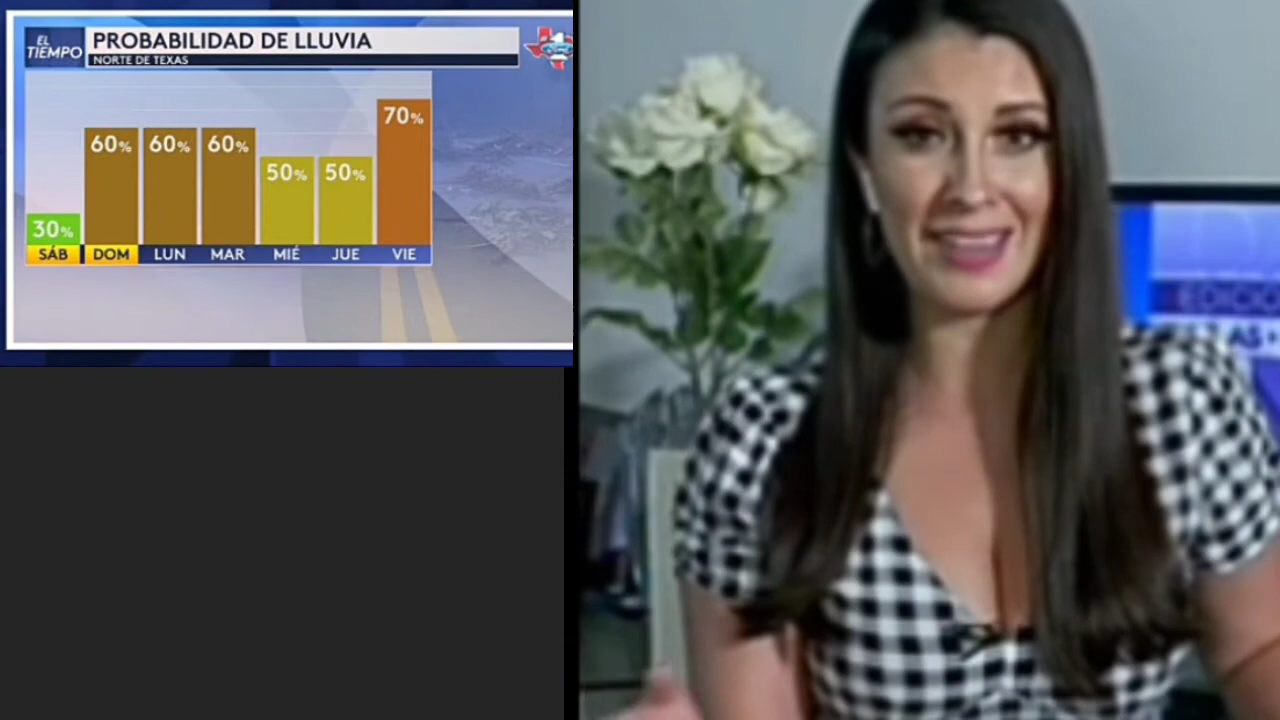 EL TIEMPO
PROBABILIDAD DE LLUVIA
NORTE DE TEXAS
70%
60% 60% 60%
50% 50%
30%
SÁB DOM LUN MAR MIÉ JUE VIE